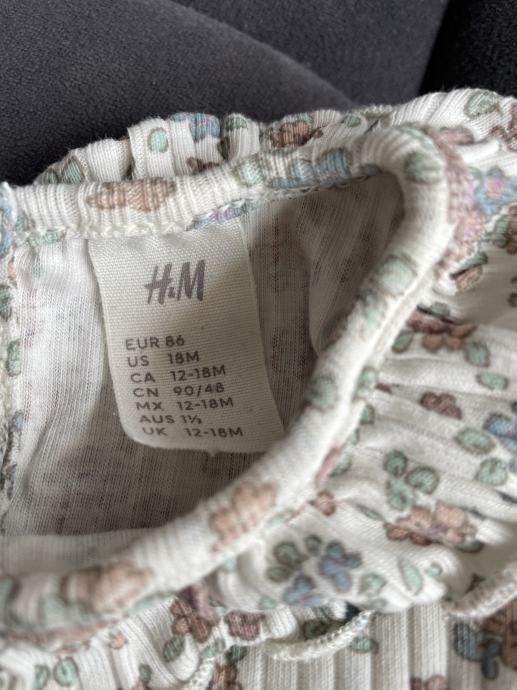 H&M
EUR 86
US 18M
CA 12-18M
CN 90/48
MX 12-18M
AUS 1½
UK 12-18M